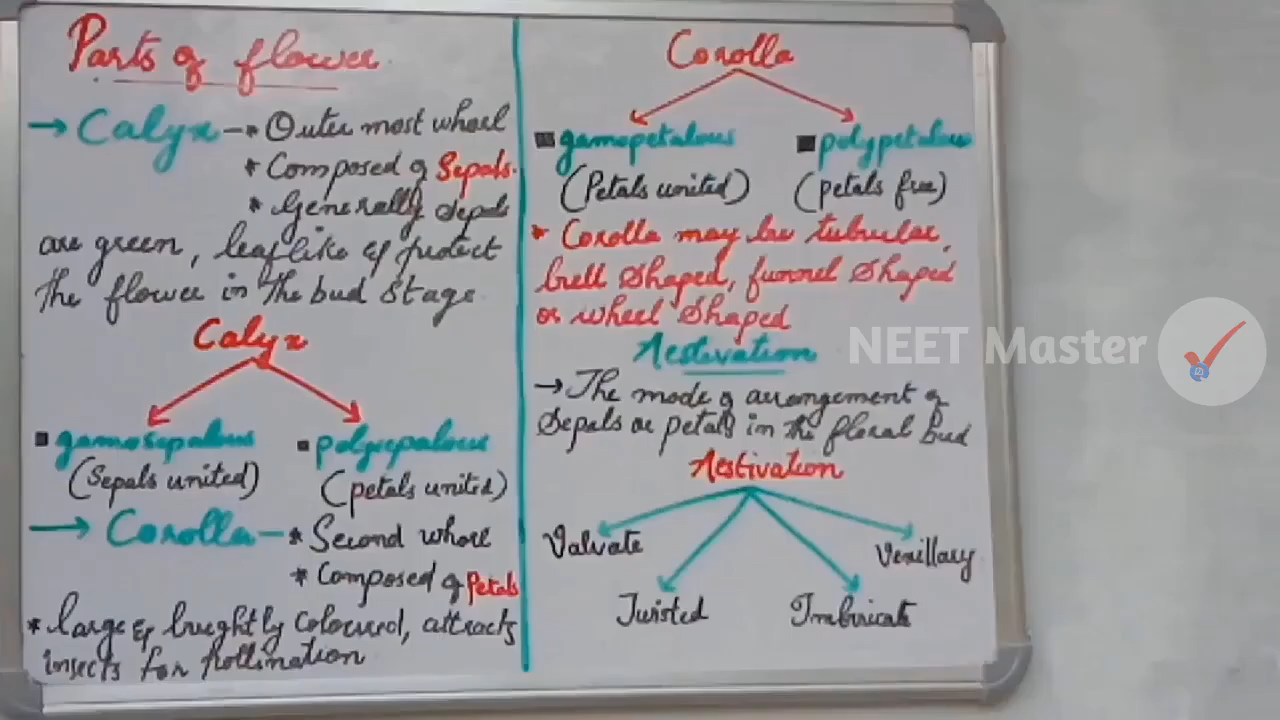 Parts of flower
→ Calyx - * Outer most whorl
* Composed of Sepals.
* Generally sepals
are green, leaf like & protect
the flower in the bud stage
Calyx
gamosepalous
(Sepals united)
polysepalous
(petals united)
→ Corolla - * Second whorl
* Composed of Petals
* large & brightly coloured, attracts
insects for pollination
Corolla
gamopetalous
(Petals united)
polypetalous
(petals free)
* Corolla may be tubular,
bell shaped, funnel shaped
or wheel shaped
Aestivation
→ The mode of arrangement of
Sepals or petals in the floral bud
Aestivation
Valvate
Twisted
Imbricate
Vexillary
NEET Master